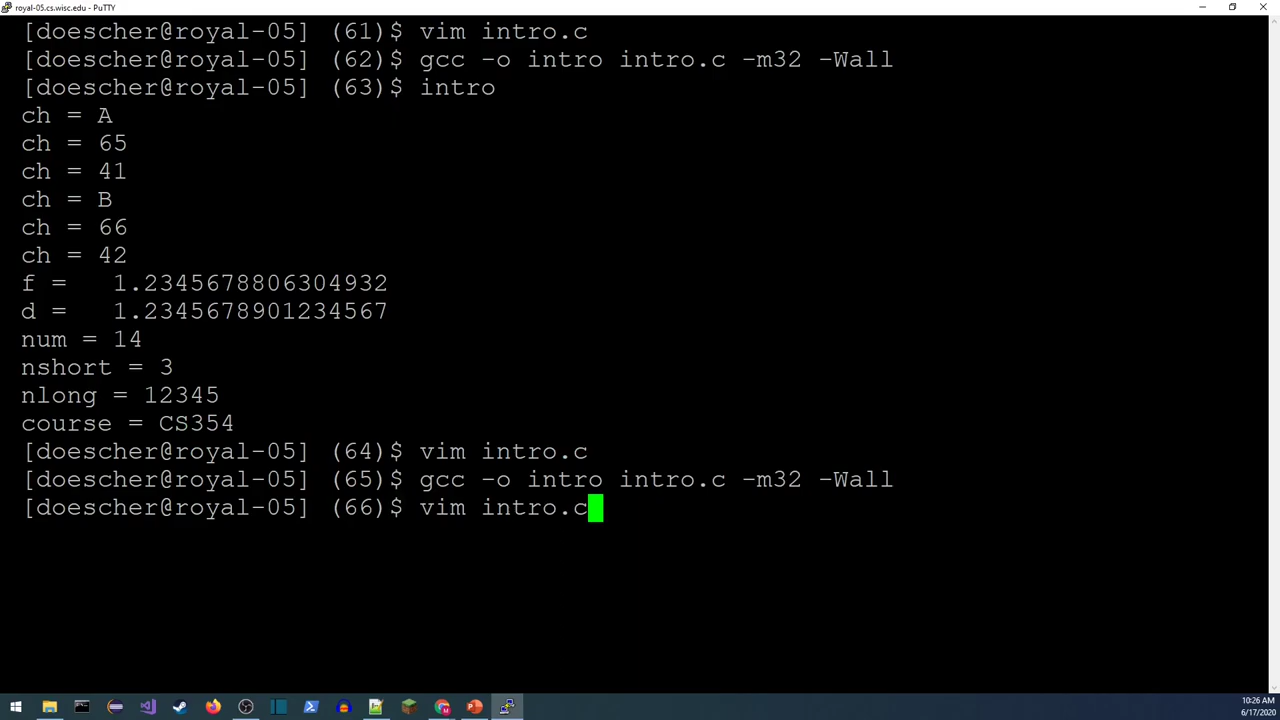 royal-05.cs.wisc.edu - PuTTY
[doescher@royal-05] (61)$ vim intro.c
[doescher@royal-05] (62)$ gcc -o intro intro.c -m32 -Wall
[doescher@royal-05] (63)$ intro
ch = A
ch = 65
ch = 41
ch = B
ch = 66
ch = 42
f =   1.2345678806304932
d =   1.2345678901234567
num = 14
nshort = 3
nlong = 12345
course = CS354
[doescher@royal-05] (64)$ vim intro.c
[doescher@royal-05] (65)$ gcc -o intro intro.c -m32 -Wall
[doescher@royal-05] (66)$ vim intro.c
10:26 AM
6/17/2020